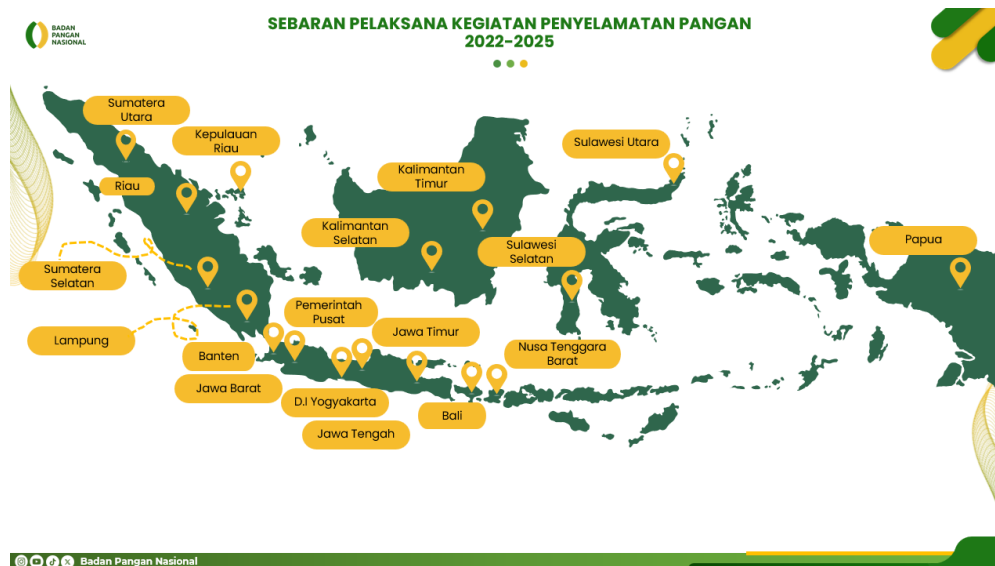 BADAN
PANGAN
NASIONAL
SEBARAN PELAKSANA KEGIATAN PENYELAMATAN PANGAN
2022-2025
Sumatera
Utara
Kepulauan
Riau
Riau
Sumatera
Selatan
Lampung
Banten
Jawa Barat
Pemerintah
Pusat
D.I Yogyakarta
Jawa Tengah
Jawa Timur
Bali
Nusa Tenggara
Barat
Kalimantan
Timur
Kalimantan
Selatan
Sulawesi
Selatan
Sulawesi Utara
Papua
Badan Pangan Nasional